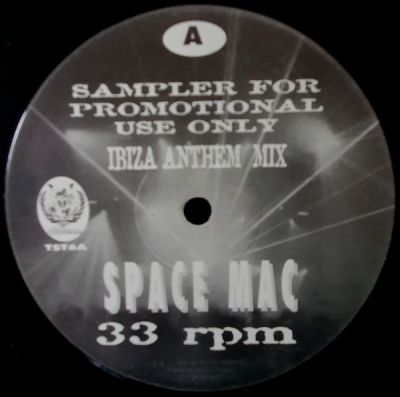 A
SAMPLER FOR
PROMOTIONAL
USE ONLY
IBIZA ANTHEM MIX
TST6A
SPACE MAC
33 rpm